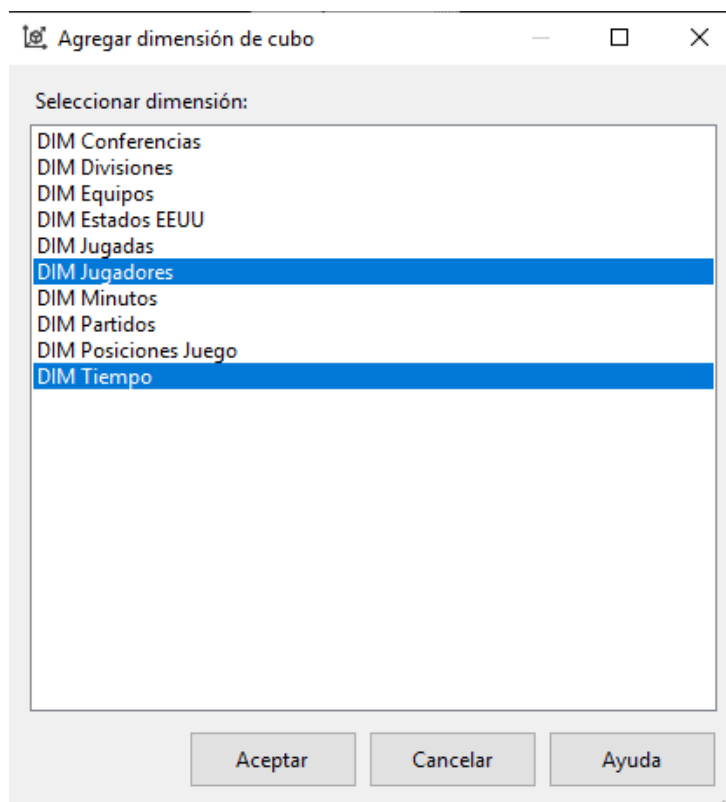 Agregar dimensión de cubo
Seleccionar dimensión:
DIM Conferencias
DIM Divisiones
DIM Equipos
DIM Estados EEUU
DIM Jugadas
DIM Jugadores
DIM Minutos
DIM Partidos
DIM Posiciones Juego
DIM Tiempo
Aceptar Cancelar Ayuda